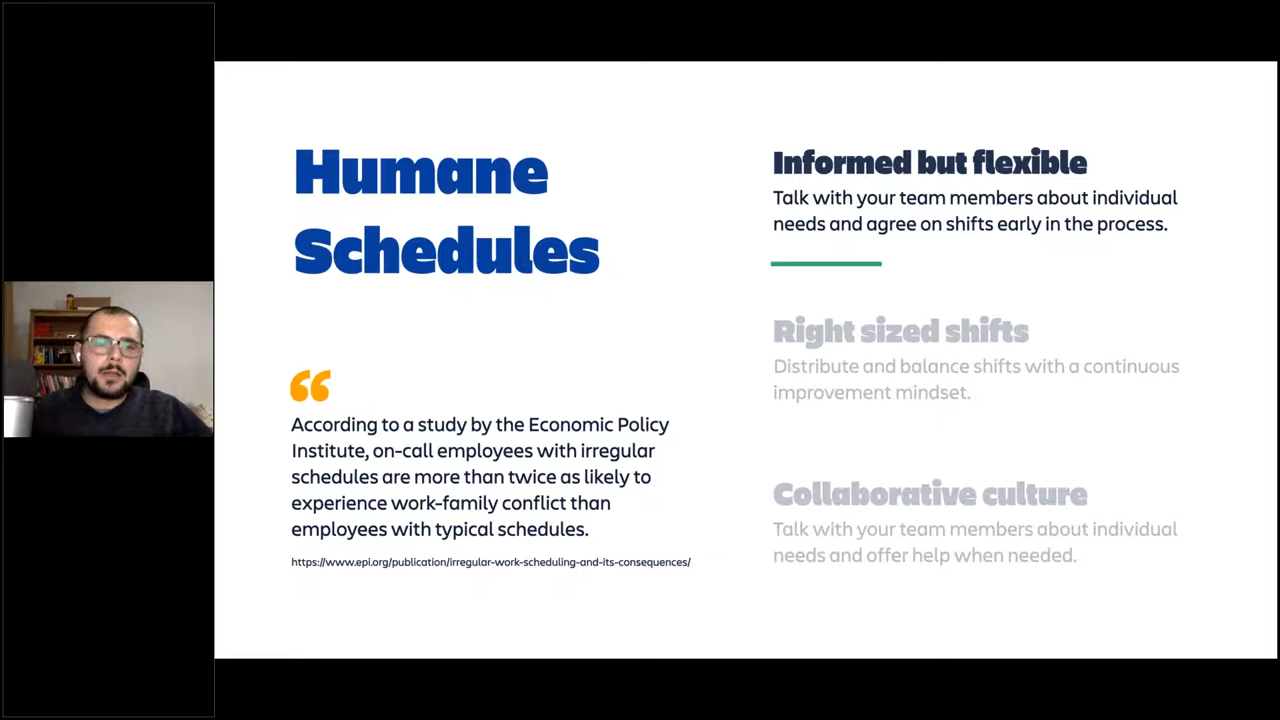 Humane
Schedules
According to a study by the Economic Policy
Institute, on-call employees with irregular
schedules are more than twice as likely to
experience work-family conflict than
employees with typical schedules.
https://www.epi.org/publication/irregular-work-scheduling-and-its-consequences/
Informed but flexible
Talk with your team members about individual
needs and agree on shifts early in the process.
Right sized shifts
Distribute and balance shifts with a continuous
improvement mindset.
Collaborative culture
Talk with your team members about individual
needs and offer help when needed.